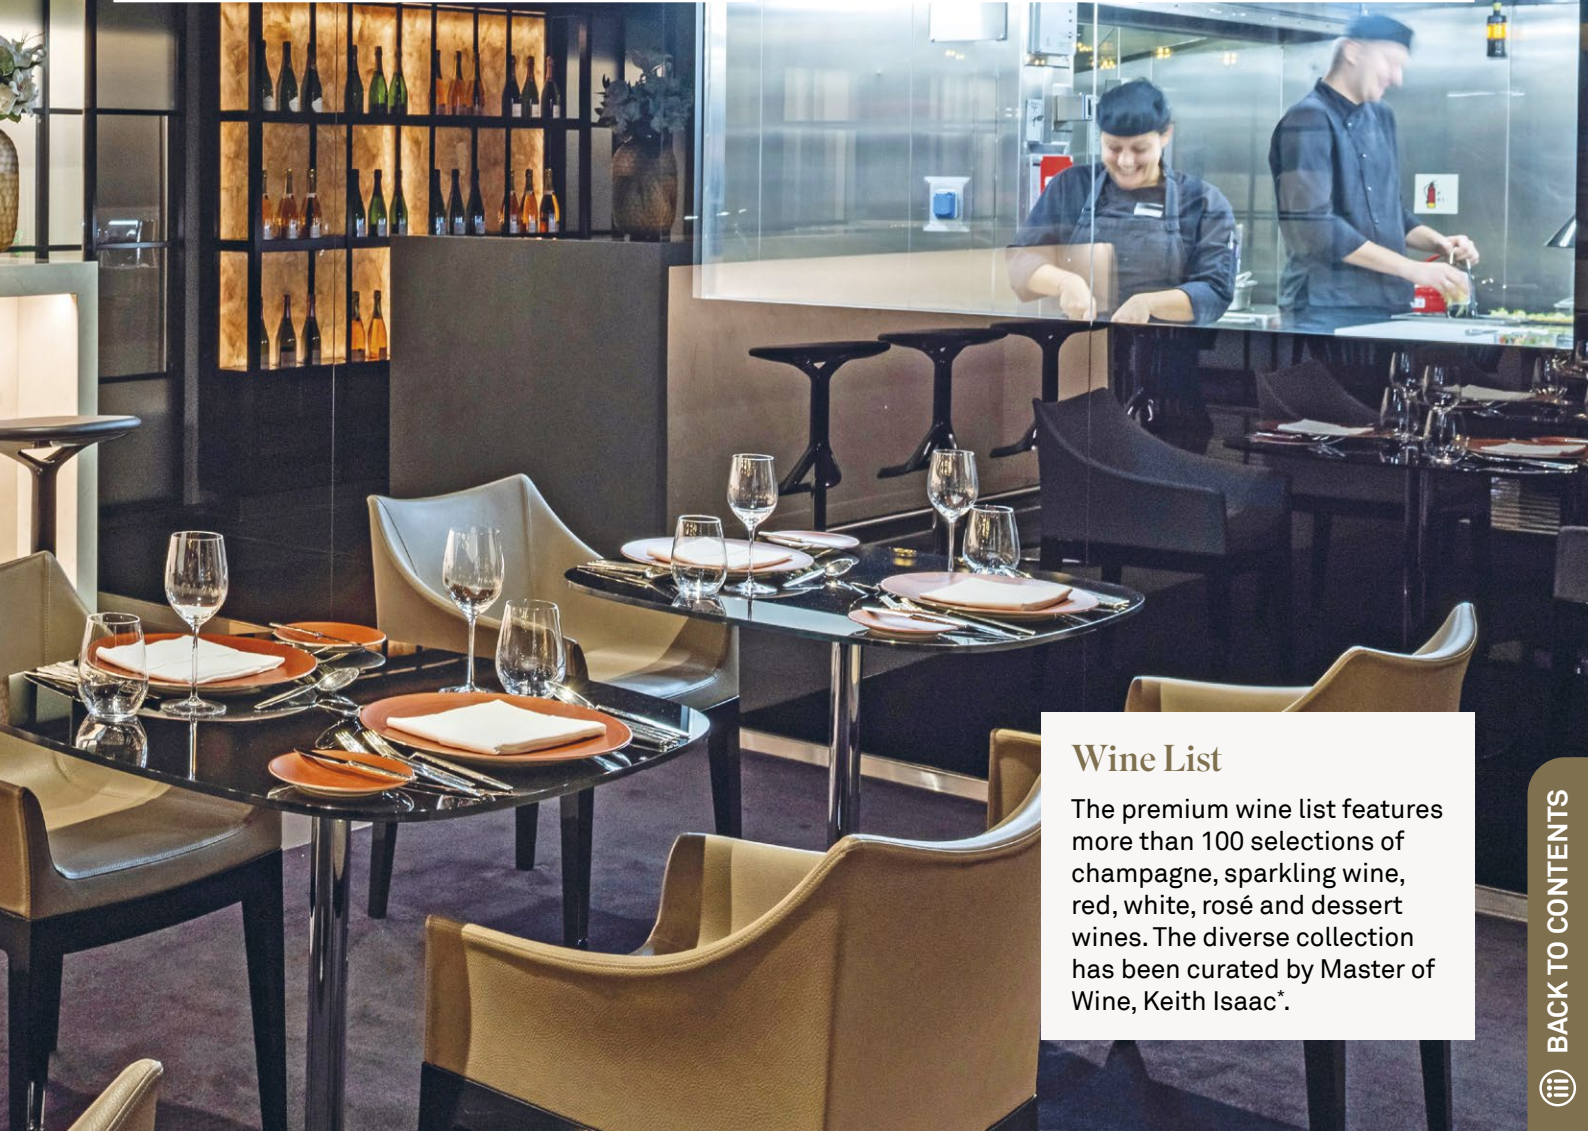 Wine List
The premium wine list features
more than 100 selections of
champagne, sparkling wine,
red, white, rosé and dessert
wines. The diverse collection
has been curated by Master of
Wine, Keith Isaac*.
BACK TO CONTENTS